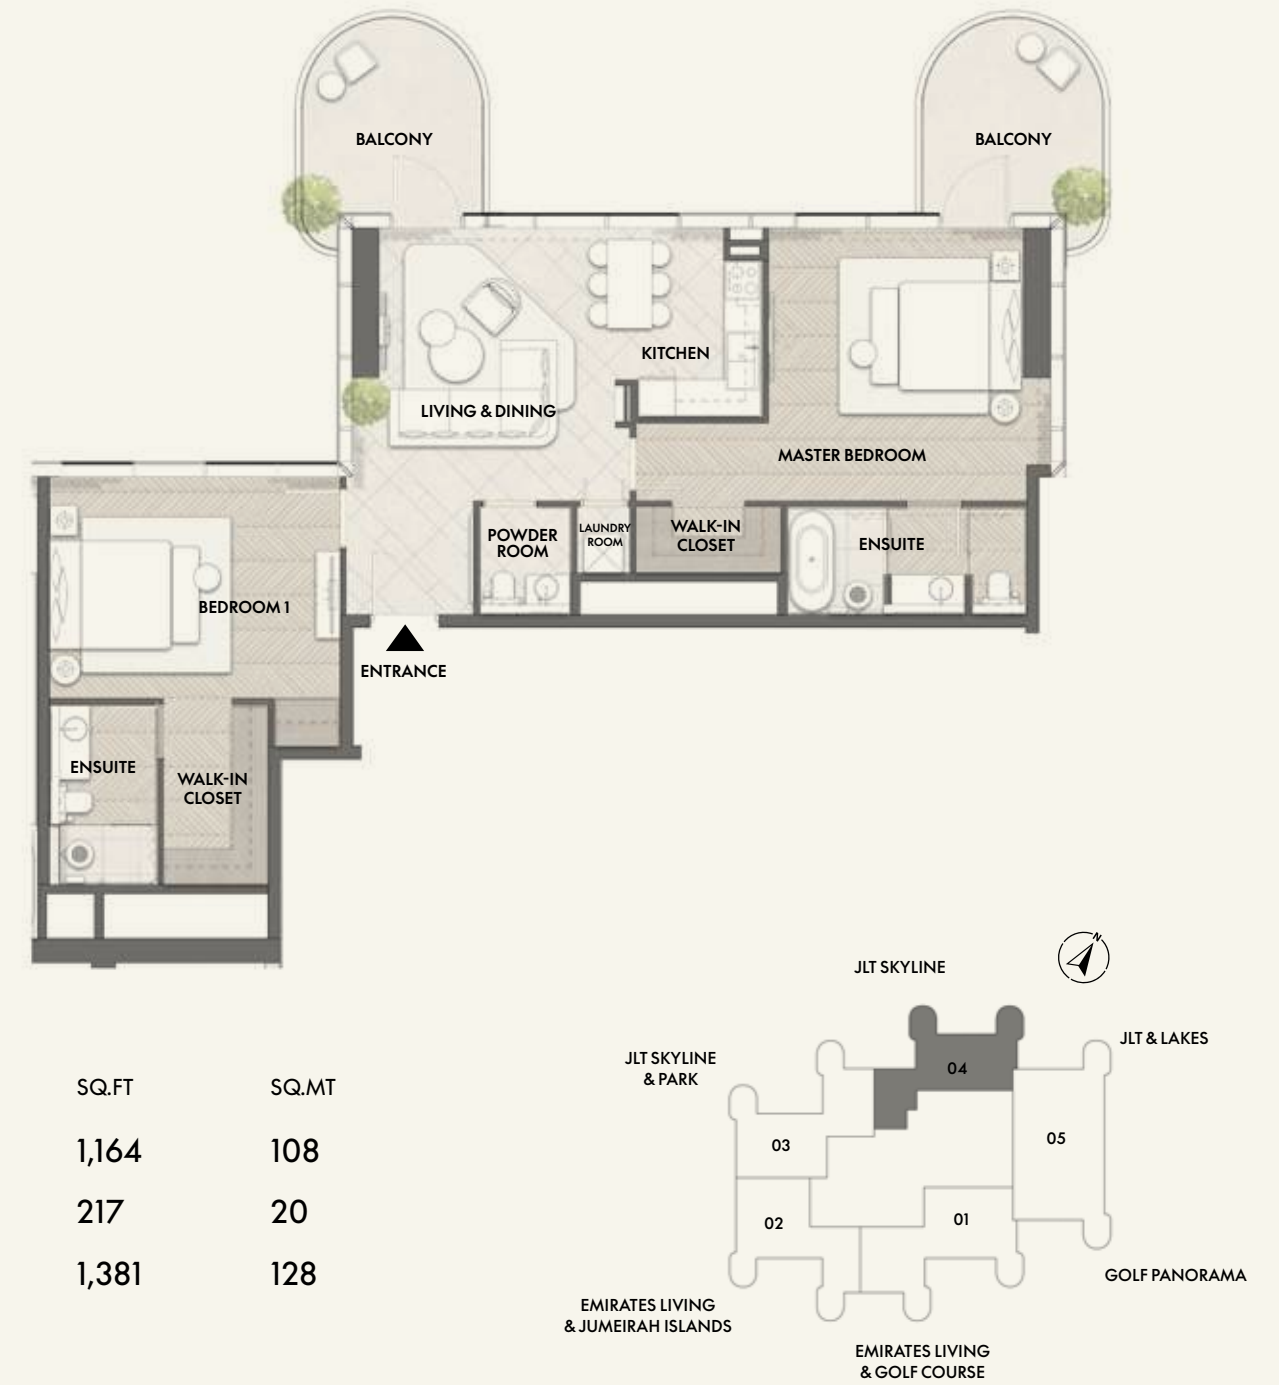 BALCONY
BALCONY
KITCHEN
LIVING & DINING
MASTER BEDROOM
POWDER
ROOM
LAUNDRY
ROOM
WALK-IN
CLOSET
ENSUITE
BEDROOM 1
ENTRANCE
ENSUITE
WALK-IN
CLOSET
N
JLT SKYLINE
JLT & LAKES
JLT SKYLINE
& PARK
04
03
05
02
01
GOLF PANORAMA
EMIRATES LIVING
& JUMEIRAH ISLANDS
EMIRATES LIVING
& GOLF COURSE
SQ.FT SQ.MT
1,164 108
217 20
1,381 128